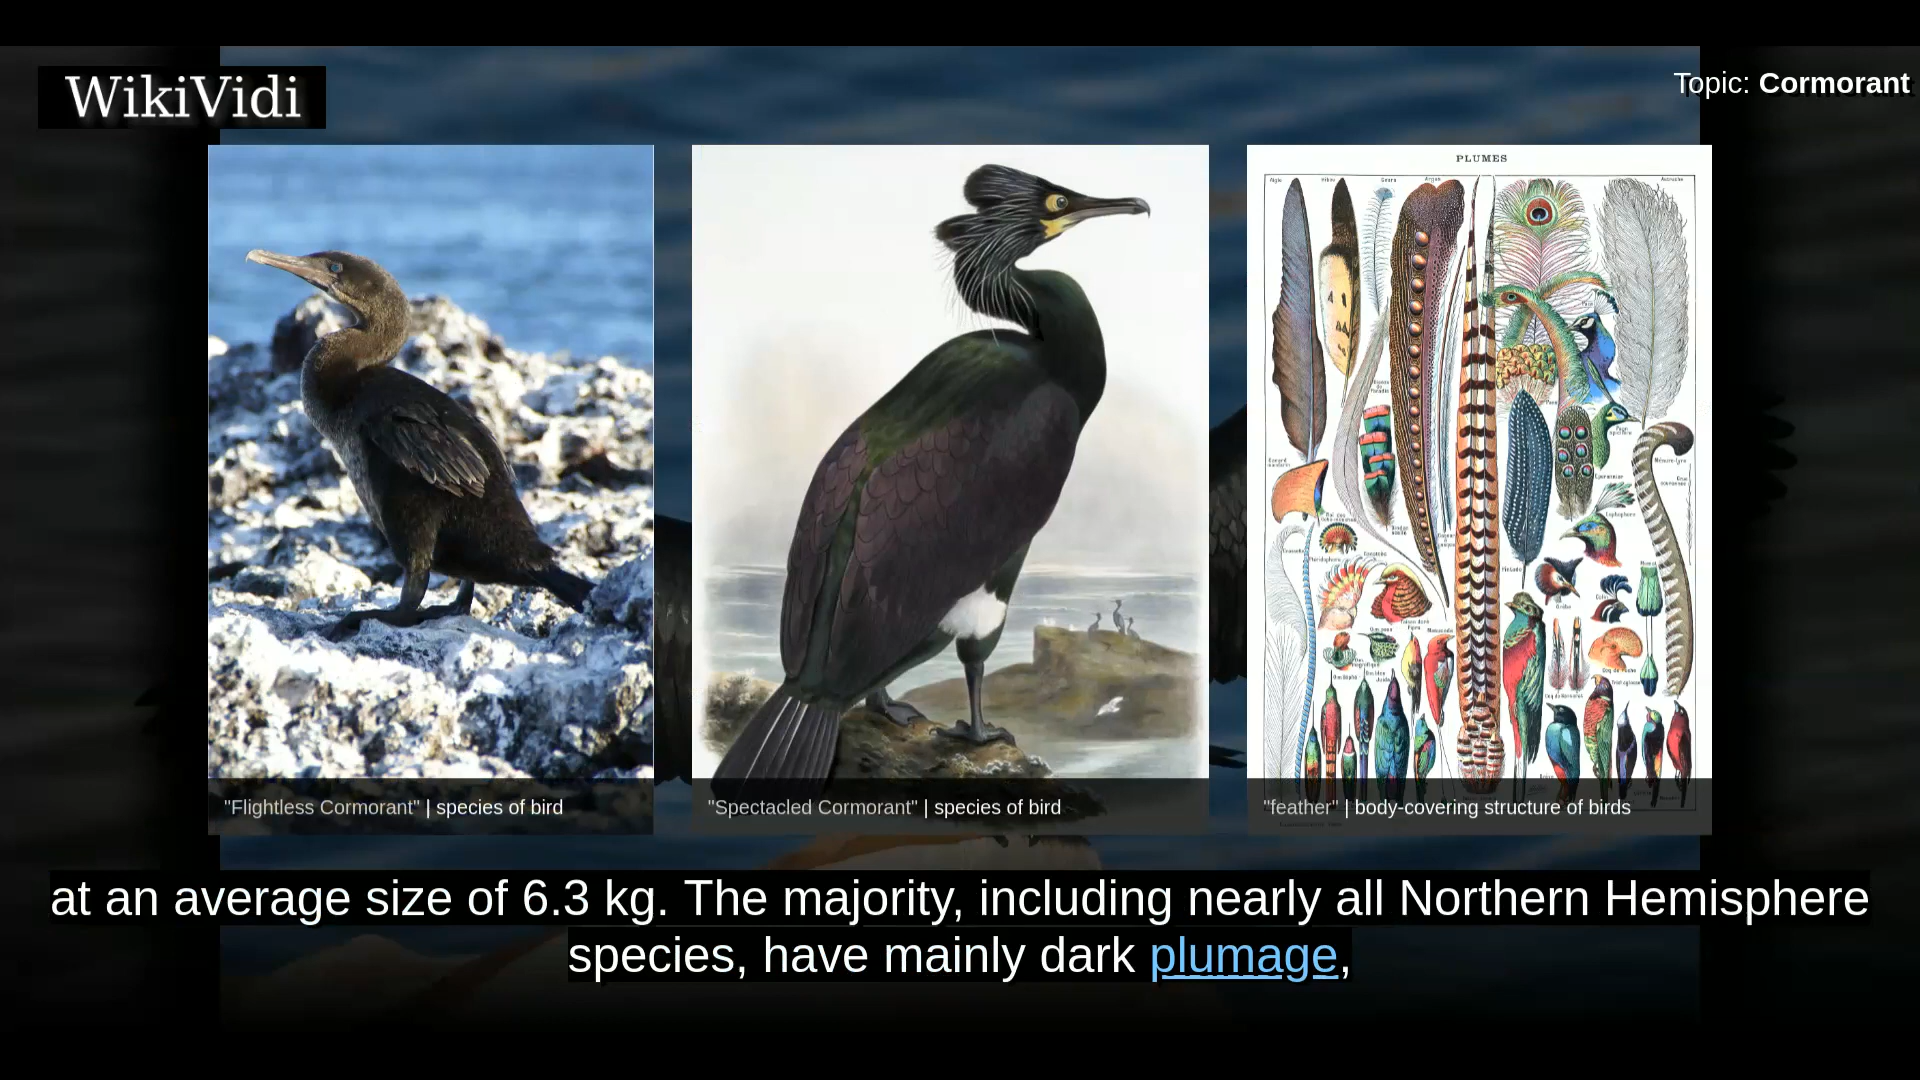 WikiVidi
Topic: Cormorant
PLUMES
"Flightless Cormorant" | species of bird
"Spectacled Cormorant" | species of bird
"feather" | body-covering structure of birds
at an average size of 6.3 kg. The majority, including nearly all Northern Hemisphere
species, have mainly dark plumage,